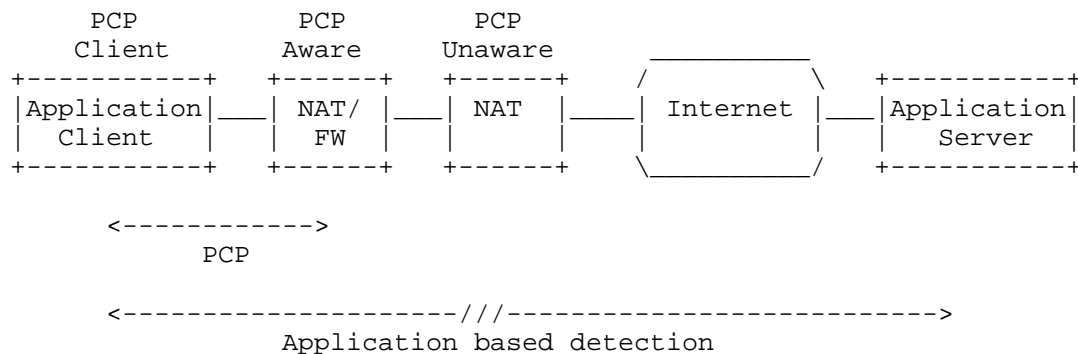 PCP PCP PCP
Client Aware Unaware
Application NAT/ NAT Internet Application
Client FW Server
PCP
Application based detection